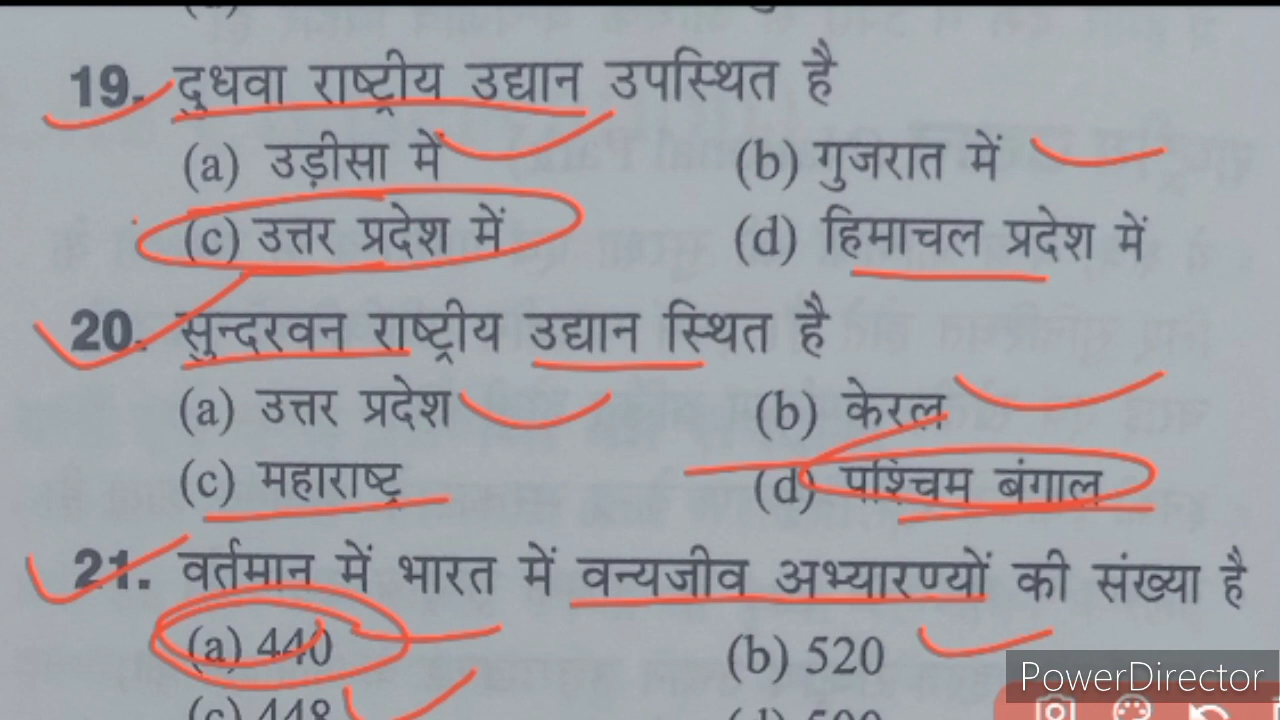 19. दुधवा राष्ट्रीय उद्यान उपस्थित है
(a) उड़ीसा में (b) गुजरात में
(c) उत्तर प्रदेश में (d) हिमाचल प्रदेश में
20. सुन्दरवन राष्ट्रीय उद्यान स्थित है
(a) उत्तर प्रदेश (b) केरल
(c) महाराष्ट्र (d) पश्चिम बंगाल
21. वर्तमान में भारत में वन्यजीव अभ्यारण्यों की संख्या है
(a) 440 (b) 520
(c) 448
PowerDirector